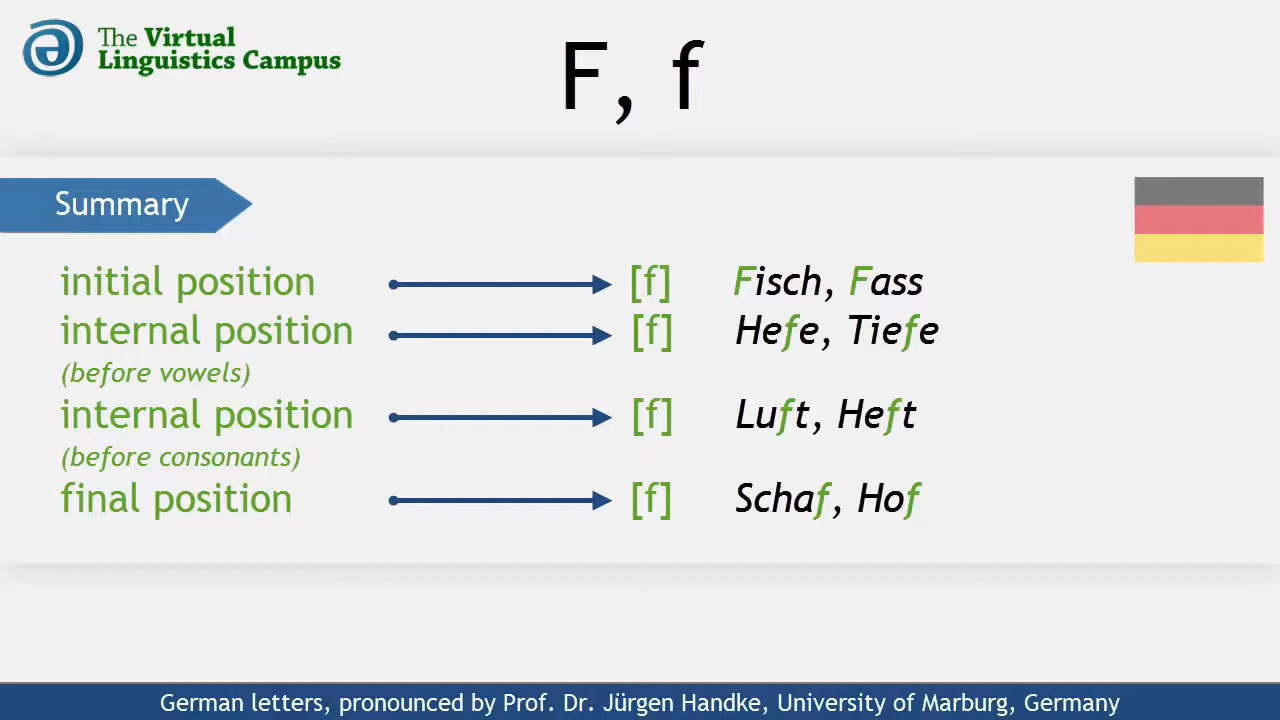 The Virtual
Linguistics Campus
F, f
Summary
initial position [f] Fisch, Fass
internal position [f] Hefe, Tiefe
(before vowels)
internal position [f] Luft, Heft
(before consonants)
final position [f] Schaf, Hof
German letters, pronounced by Prof. Dr. Jürgen Handke, University of Marburg, Germany